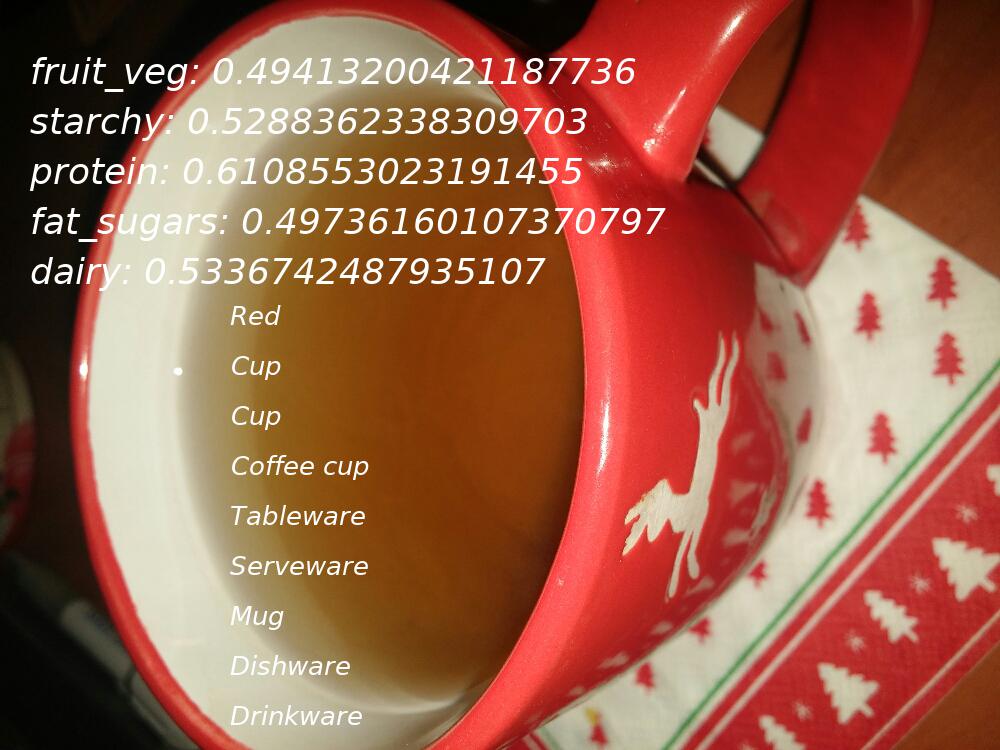 fruit_veg: 0.49413200421187736
starchy: 0.5288362338309703
protein: 0.6108553023191455
fat_sugars: 0.49736160107370797
dairy: 0.5336742487935107
Red
Cup
Cup
Coffee cup
Tableware
Serveware
Mug
Dishware
Drinkware